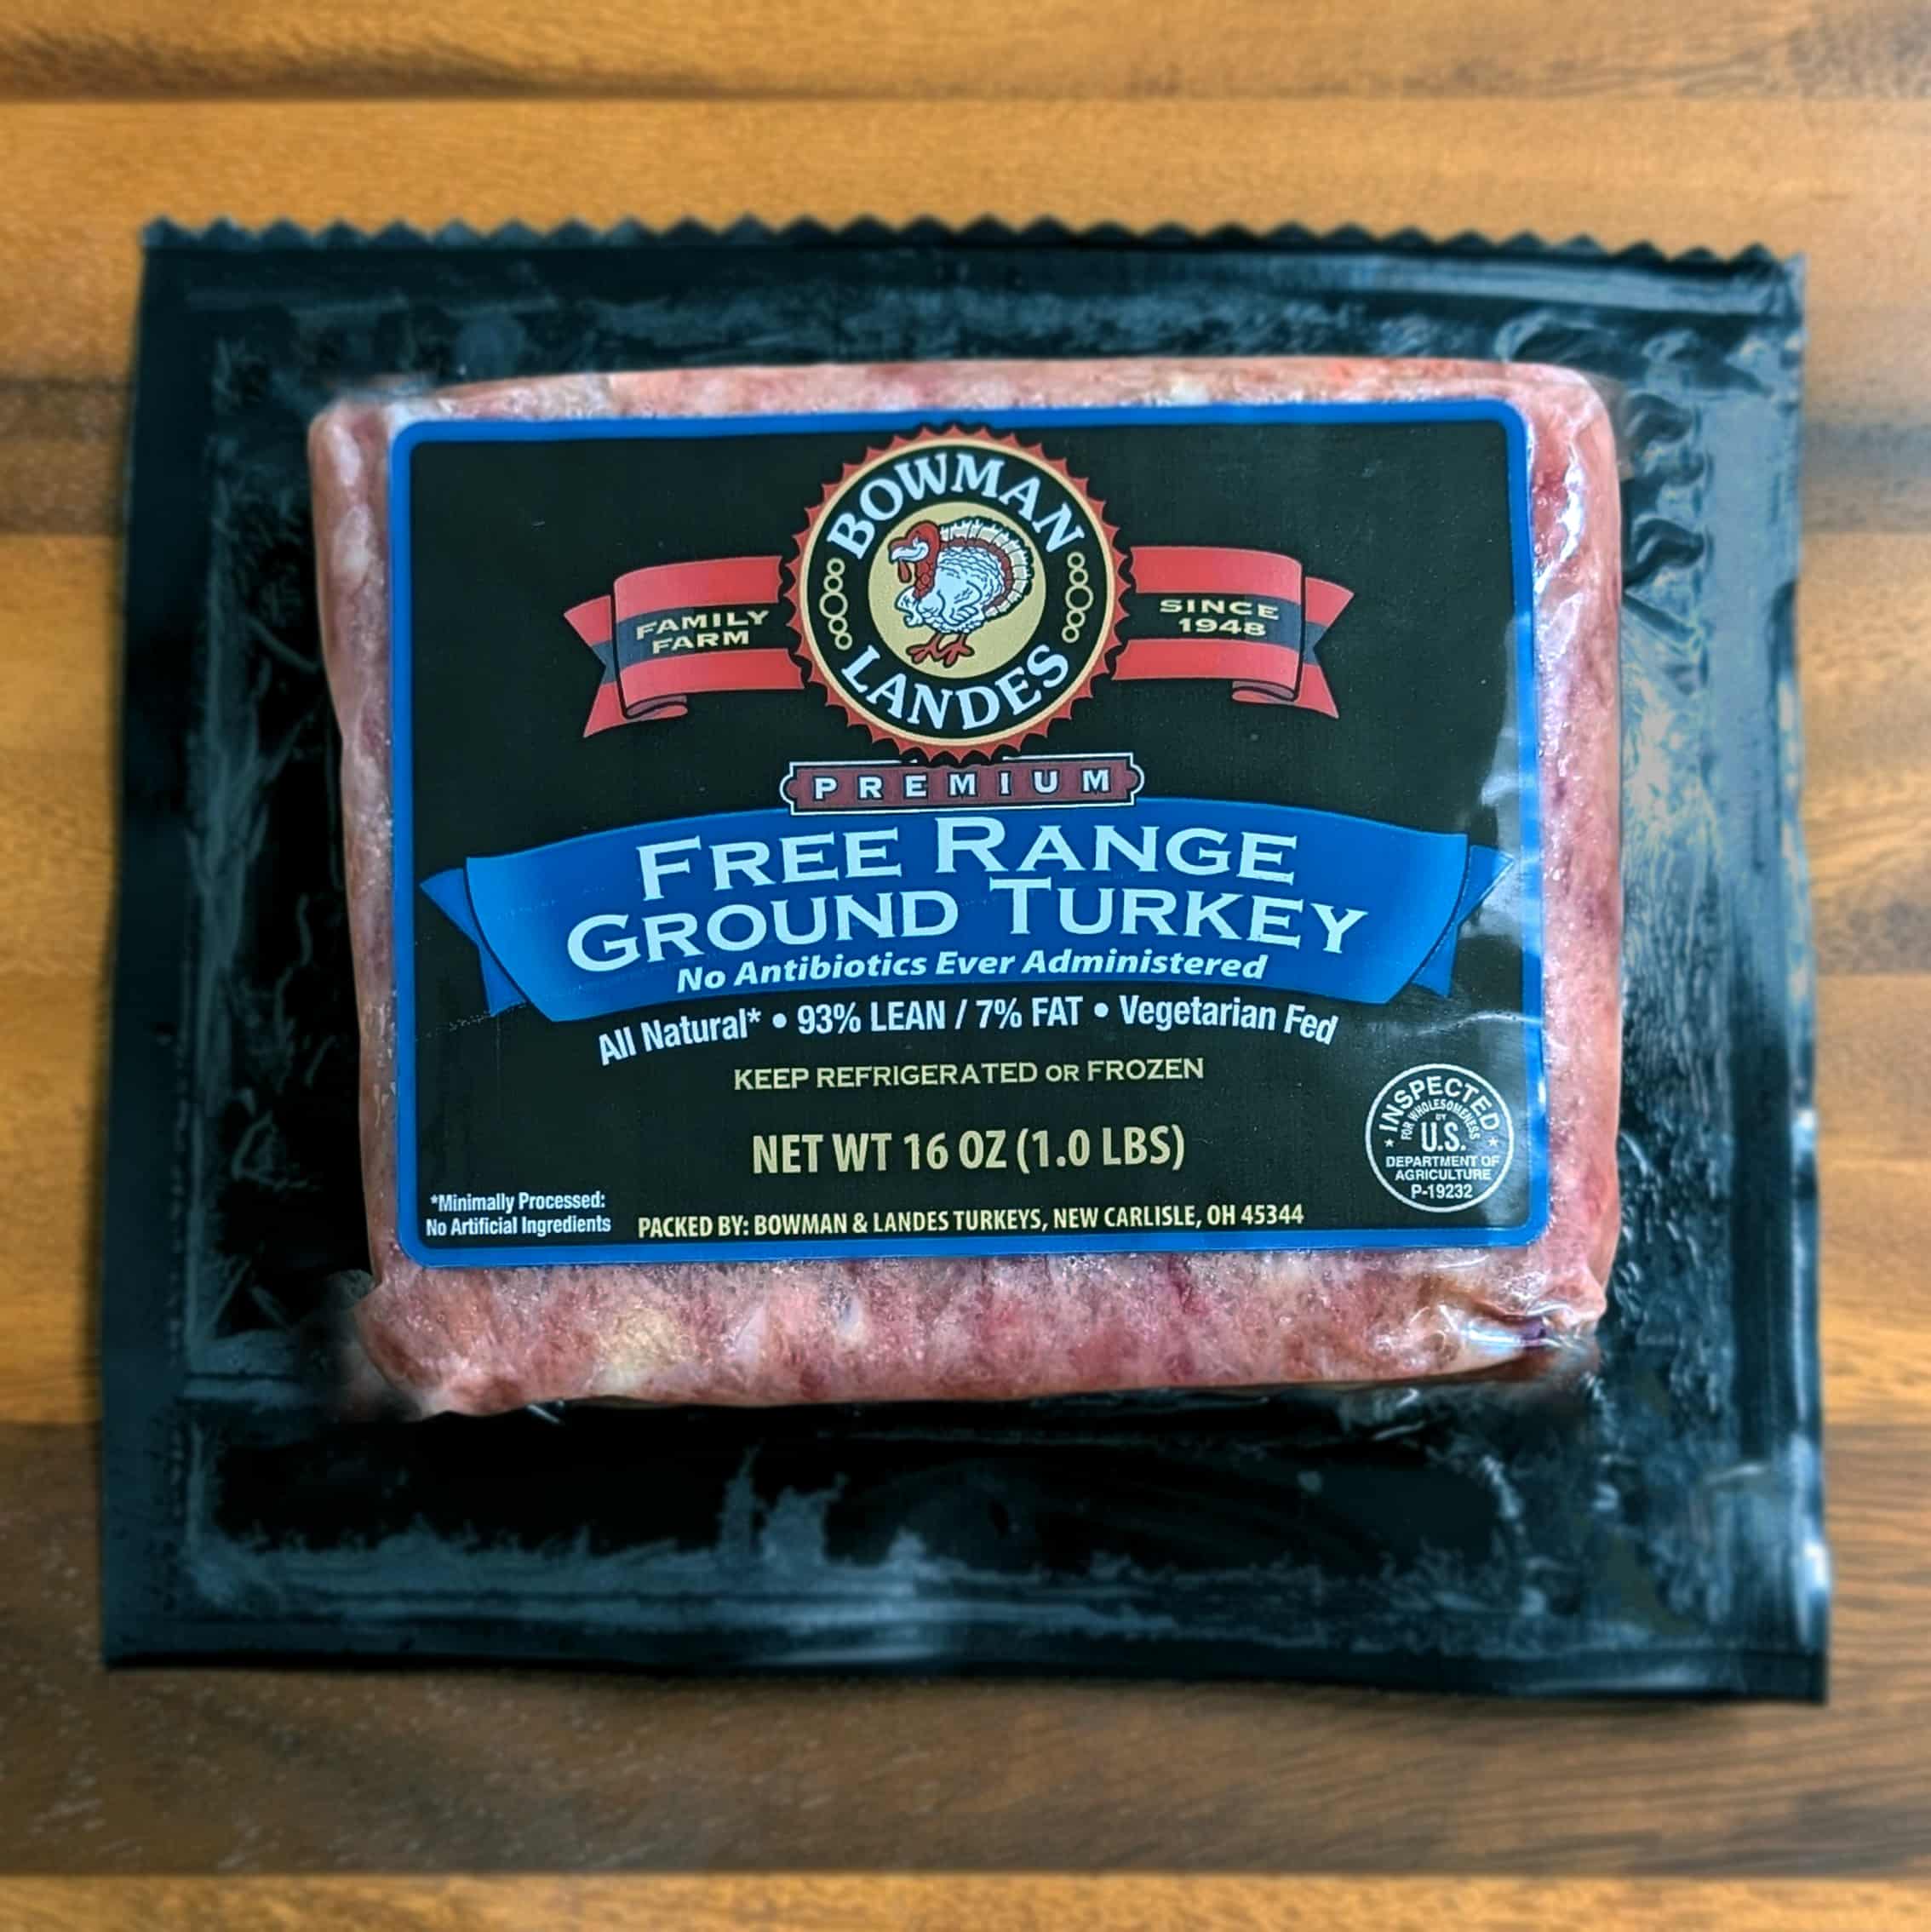 BOWMAN
LANDES
FAMILY
FARM
SINCE
1948
PREMIUM
FREE RANGE
GROUND TURKEY
No Antibiotics Ever Administered
All Natural* • 93% LEAN / 7% FAT • Vegetarian Fed
KEEP REFRIGERATED OR FROZEN
NET WT 16 OZ (1.0 LBS)
INSPECTED
FOR WHOLESOMENESS
BY
U.S.
DEPARTMENT OF
AGRICULTURE
P-19232
*Minimally Processed:
No Artificial Ingredients
PACKED BY: BOWMAN & LANDES TURKEYS, NEW CARLISLE, OH 45344